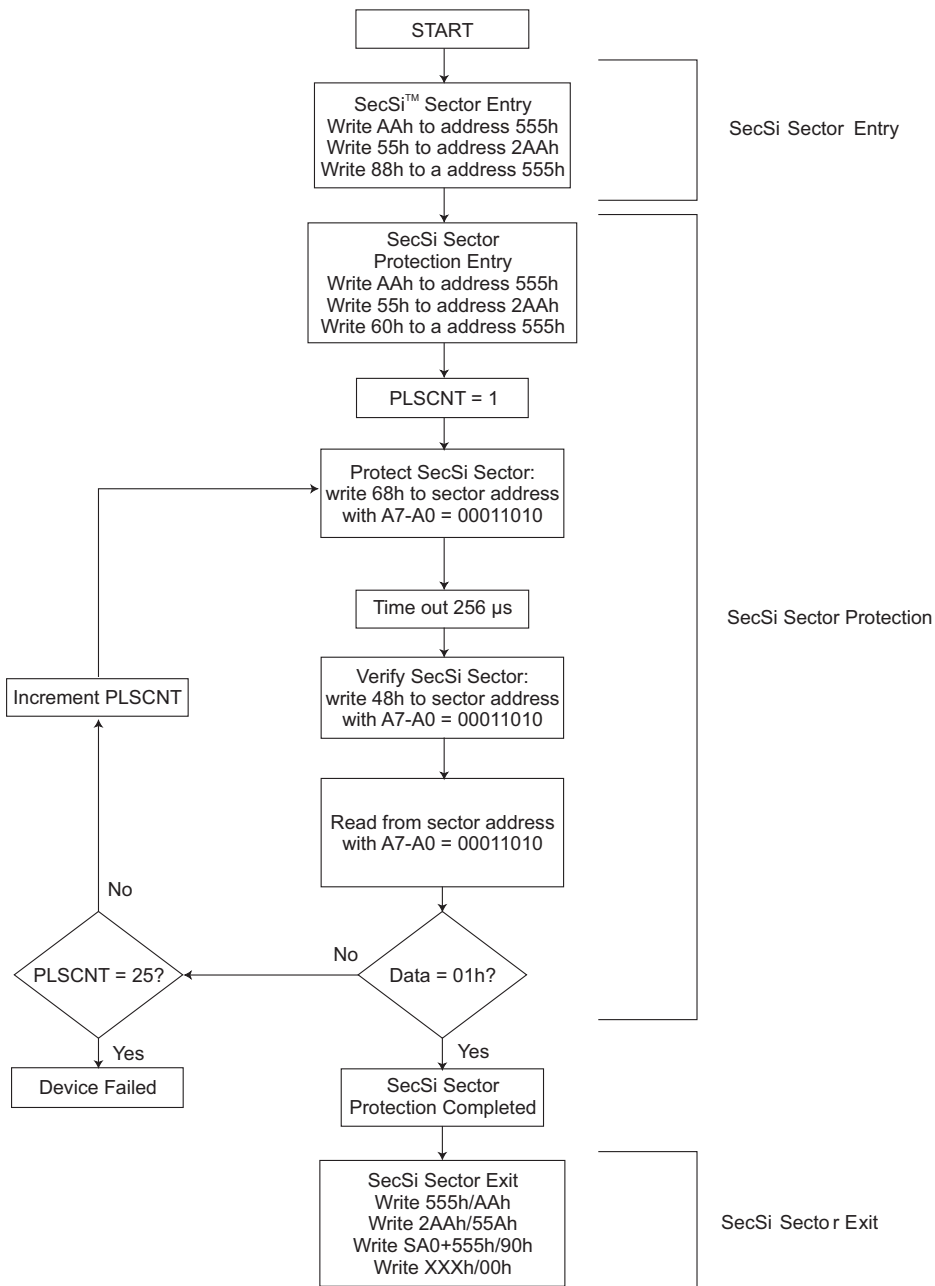 START
SecSi™ Sector Entry
Write AAh to address 555h
Write 55h to address 2AAh
Write 88h to a address 555h
SecSi Sector Entry
SecSi Sector
Protection Entry
Write AAh to address 555h
Write 55h to address 2AAh
Write 60h to a address 555h
PLSCNT = 1
Protect SecSi Sector:
write 68h to sector address
with A7-A0 = 00011010
Time out 256 µs
SecSi Sector Protection
Verify SecSi Sector:
write 48h to sector address
with A7-A0 = 00011010
Increment PLSCNT
Read from sector address
with A7-A0 = 00011010
No
No
PLSCNT = 25?
Data = 01h?
Yes
Yes
Device Failed
SecSi Sector
Protection Completed
SecSi Sector Exit
Write 555h/AAh
Write 2AAh/55Ah
Write SA0+555h/90h
Write XXXh/00h
SecSi Sector Exit